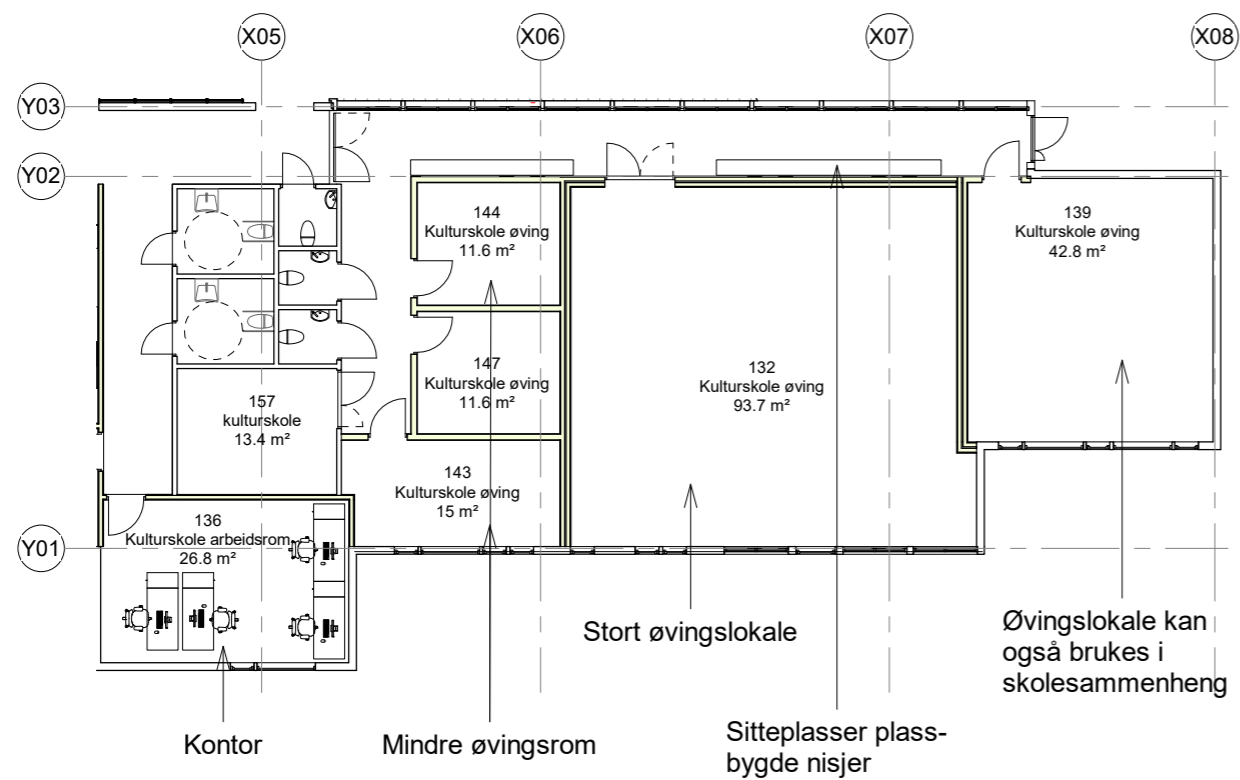 X05
X06
X07
X08
Y03
Y02
144
Kulturskole øving
11.6 m²
139
Kulturskole øving
42.8 m²
147
Kulturskole øving
11.6 m²
132
Kulturskole øving
93.7 m²
157
kulturskole
13.4 m²
143
Kulturskole øving
15 m²
136
Kulturskole arbeidsrom
26.8 m²
Y01
Stort øvingslokale
Øvingslokale kan
også brukes i
skolesammenheng
Kontor
Mindre øvingsrom
Sitteplasser plass-
bygde nisjer